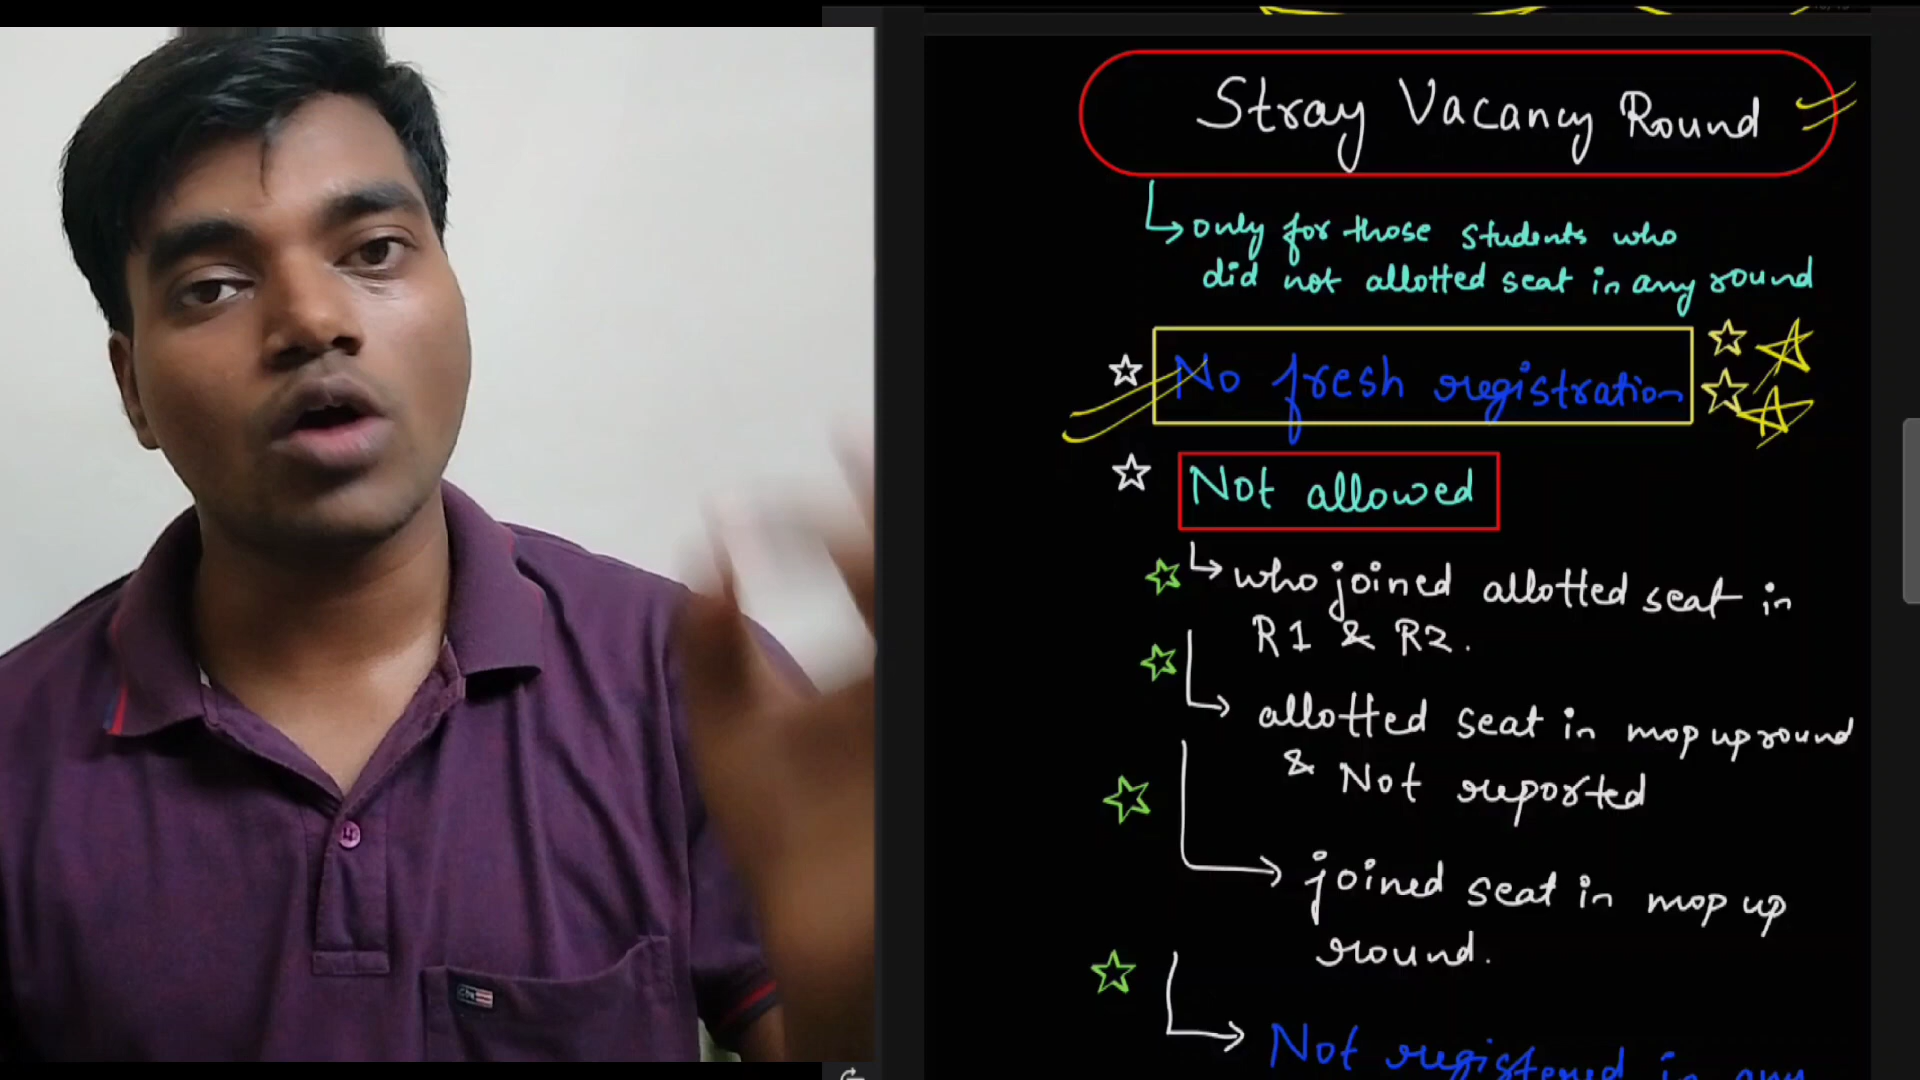 Stray Vacancy Round
only for those students who
did not allotted seat in any round
No fresh registration
Not allowed
who joined allotted seat in
R1 & R2.
allotted seat in mop up round
& Not reported
joined seat in mop up
round.
Not registered in any